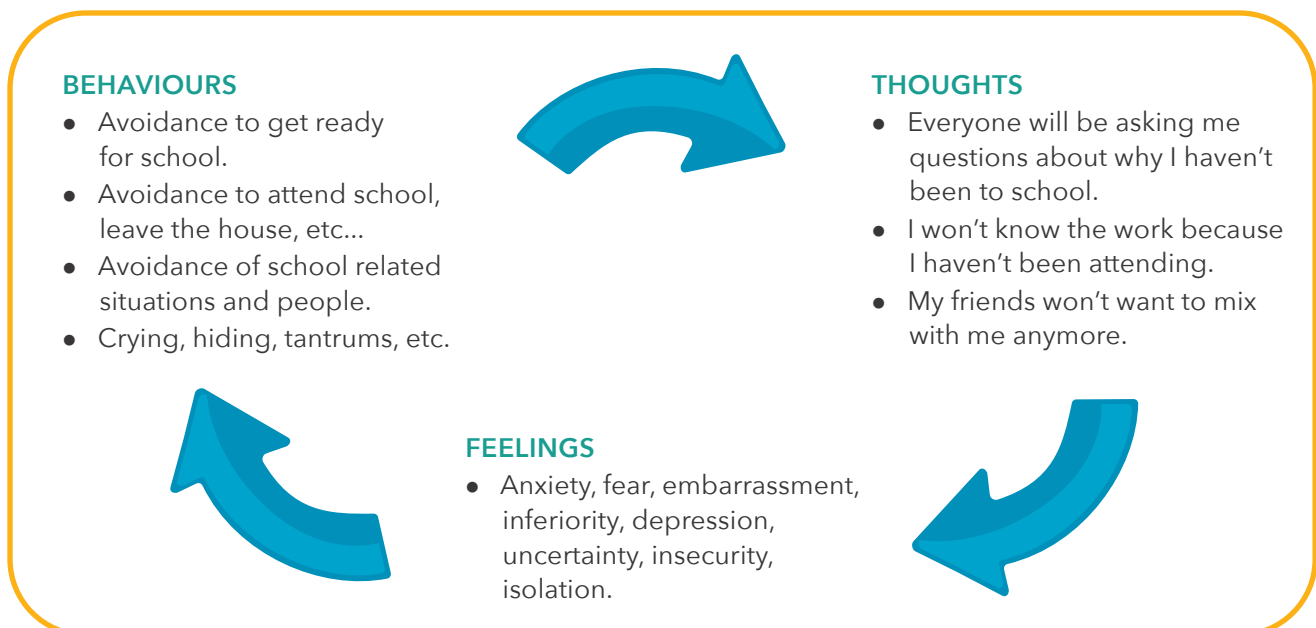 BEHAVIOURS
● Avoidance to get ready
for school.
● Avoidance to attend school,
leave the house, etc...
● Avoidance of school related
situations and people.
● Crying, hiding, tantrums, etc.
THOUGHTS
● Everyone will be asking me
questions about why I haven’t
been to school.
● I won’t know the work because
I haven’t been attending.
● My friends won’t want to mix
with me anymore.
FEELINGS
● Anxiety, fear, embarrassment,
inferiority, depression,
uncertainty, insecurity,
isolation.